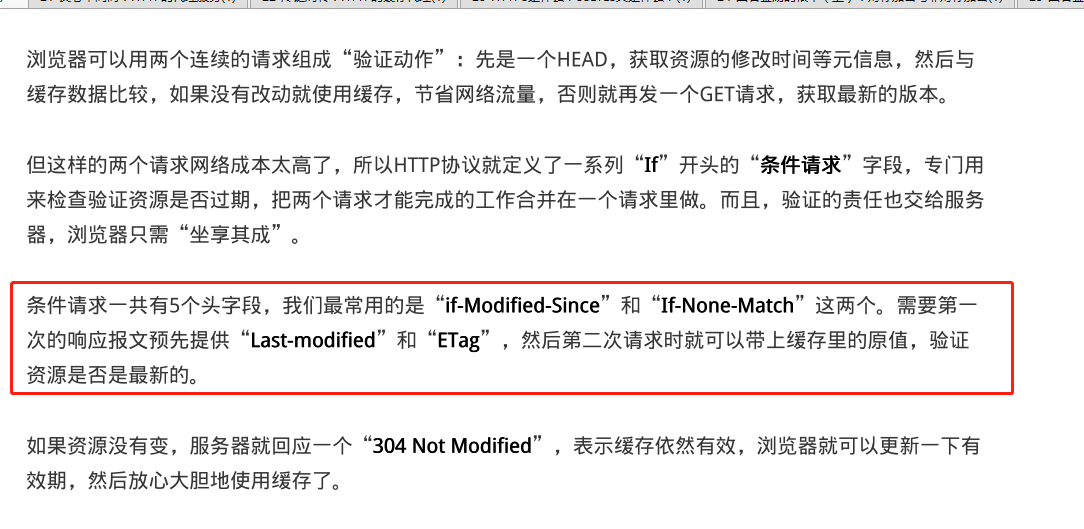 浏览器可以用两个连续的请求组成“验证动作”：先是一个HEAD，获取资源的修改时间等元信息，然后与
缓存数据比较，如果没有改动就使用缓存，节省网络流量，否则就再发一个GET请求，获取最新的版本。
但这样的两个请求网络成本太高了，所以HTTP协议就定义了一系列“If”开头的“条件请求”字段，专门用
来检查验证资源是否过期，把两个请求才能完成的工作合并在一个请求里做。而且，验证的责任也交给服务
器，浏览器只需“坐享其成”。
条件请求一共有5个头字段，我们最常用的是“if-Modified-Since”和“If-None-Match”这两个。需要第一
次的响应报文预先提供“Last-modified”和“ETag”，然后第二次请求时就可以带上缓存里的原值，验证
资源是否是最新的。
如果资源没有变，服务器就回应一个“304 Not Modified”，表示缓存依然有效，浏览器就可以更新一下有
效期，然后放心大胆地使用缓存了。